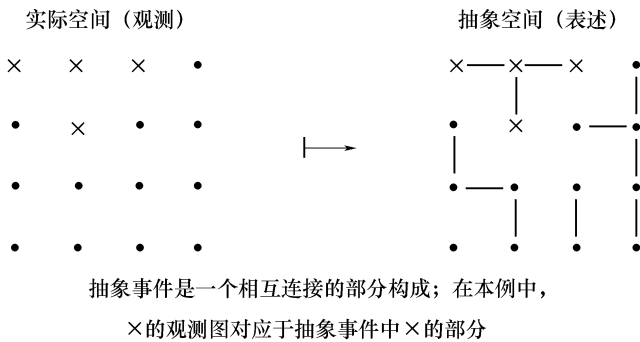 实际空间（观测）
抽象空间（表述）
抽象事件是一个相互连接的部分构成；在本例中，
×的观测图对应于抽象事件中×的部分